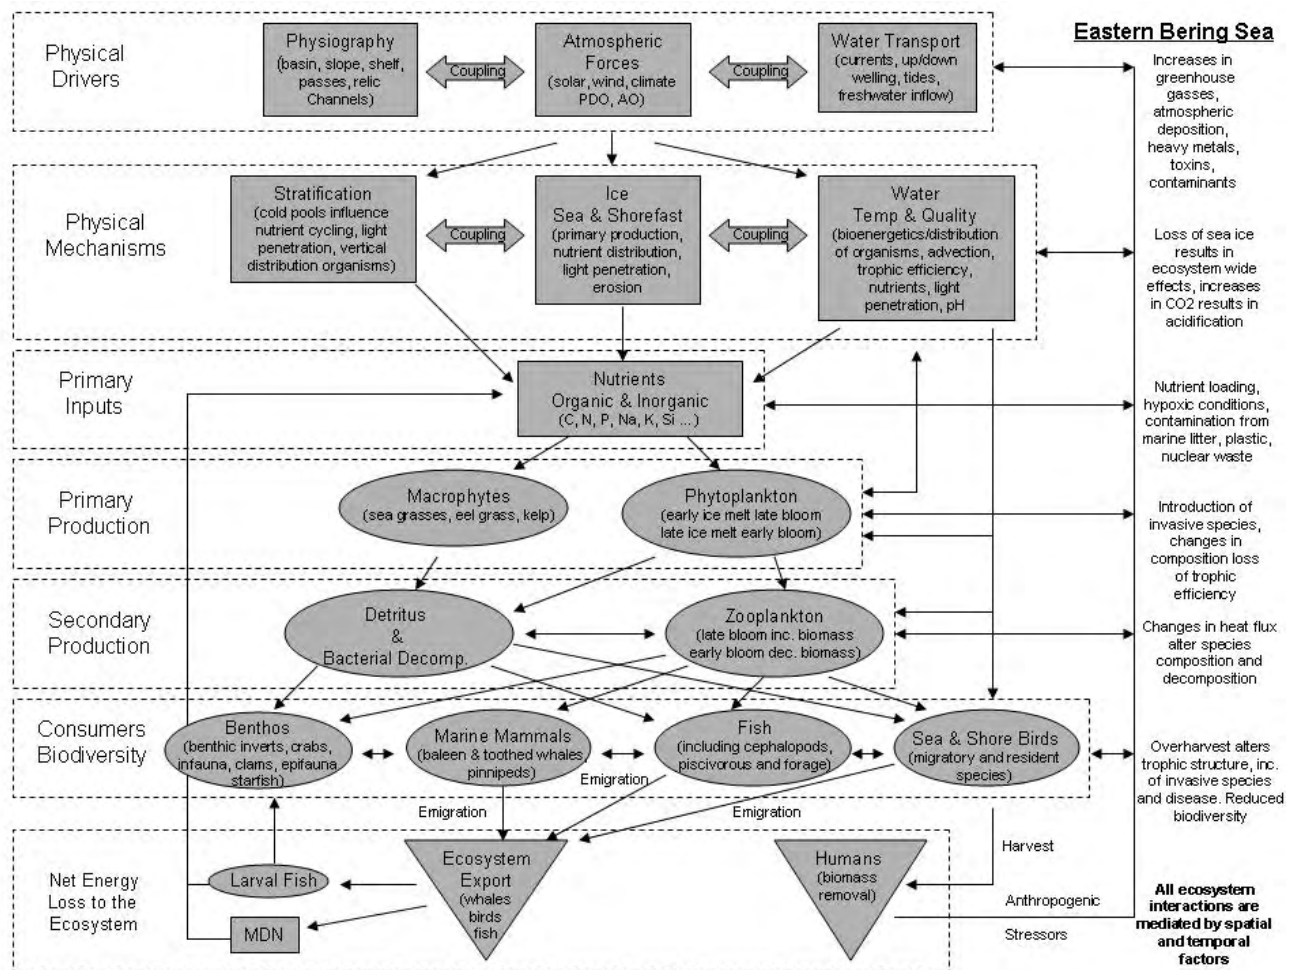 Eastern Bering Sea
Physical
Drivers
Physiography
(basin, slope, shelf,
passes, relic
Channels)
Coupling
Atmospheric
Forces
(solar, wind, climate
PDO, AO)
Coupling
Water Transport
(currents, up/down
welling, tides,
freshwater inflow)
Increases in
greenhouse
gasses,
atmospheric
deposition,
heavy metals,
toxins,
contaminants
Physical
Mechanisms
Stratification
(cold pools influence
nutrient cycling, light
penetration, vertical
distribution organisms)
Coupling
Ice
Sea & Shorefast
(primary production,
nutrient distribution,
light penetration,
erosion
Coupling
Water
Temp & Quality
(bioenergetics/distribution
of organisms, advection,
trophic efficiency,
nutrients, light
penetration, pH
Loss of sea ice
results in
ecosystem wide
effects, increases
in CO2 results in
acidification
Primary
Inputs
Nutrients
Organic & Inorganic
(C, N, P, Na, K, Si ...)
Nutrient loading,
hypoxic conditions,
contamination from
marine litter, plastic,
nuclear waste
Primary
Production
Macrophytes
(sea grasses, eel grass, kelp)
Phytoplankton
(early ice melt late bloom
late ice melt early bloom)
Introduction of
invasive species,
changes in
composition loss
of trophic
efficiency
Secondary
Production
Detritus
&
Bacterial Decomp.
Zooplankton
(late bloom inc. biomass
early bloom dec. biomass)
Changes in heat flux
alter species
composition and
decomposition
Consumers
Biodiversity
Benthos
(benthic inverts, crabs,
infauna, clams, epifauna
starfish)
Marine Mammals
(baleen & toothed whales,
pinnipeds)
Fish
(including cephalopods,
piscivorous and forage)
Sea & Shore Birds
(migratory and resident
species)
Overharvest alters
trophic structure, inc.
of invasive species
and disease. Reduced
biodiversity
Emigration
Emigration
Emigration
Harvest
Net Energy
Loss to the
Ecosystem
Larval Fish
MDN
Ecosystem
Export
(whales
birds
fish
Humans
(biomass
removal)
Anthropogenic
Stressors
All ecosystem
interactions are
mediated by spatial
and temporal
factors